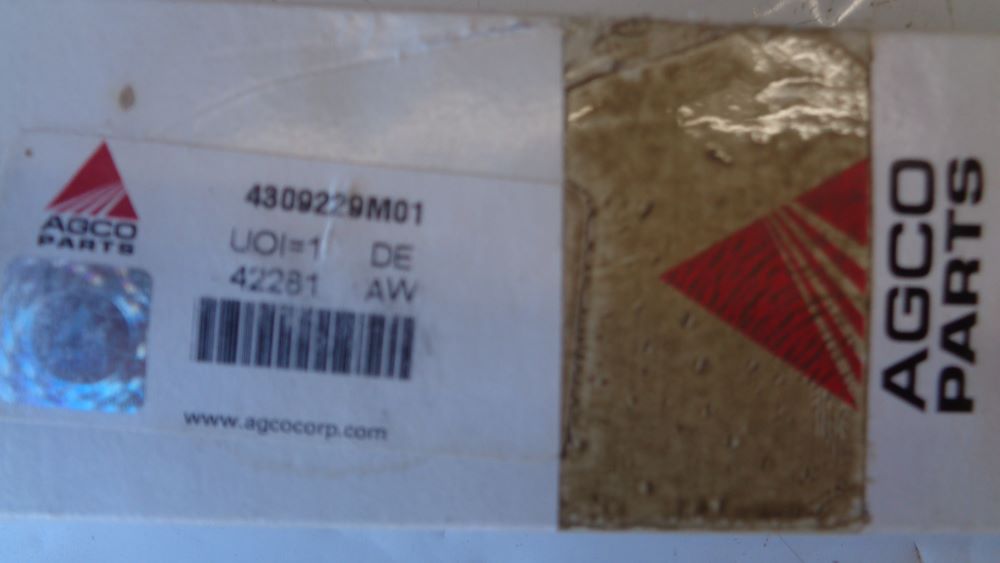 AGCO
PARTS
4309229M01
UOI=1 DE
42281 AW
www.agcocorp.com
AGCO
PARTS